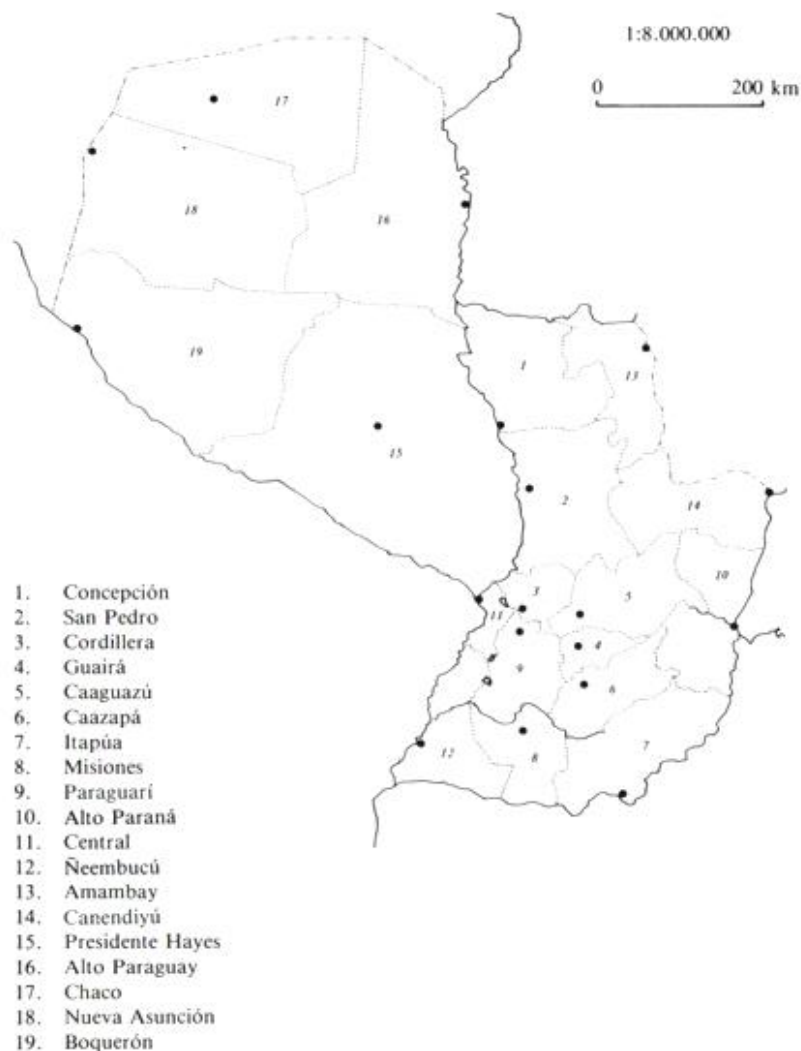 1:8.000.000
0 200 km
17
18
16
19
1
13
15
2
14
3
5
10
11
4
9
6
12
8
7
1. Concepción
2. San Pedro
3. Cordillera
4. Guairá
5. Caaguazú
6. Caazapá
7. Itapúa
8. Misiones
9. Paraguarí
10. Alto Paraná
11. Central
12. Ñeembucú
13. Amambay
14. Canendiyú
15. Presidente Hayes
16. Alto Paraguay
17. Chaco
18. Nueva Asunción
19. Boquerón